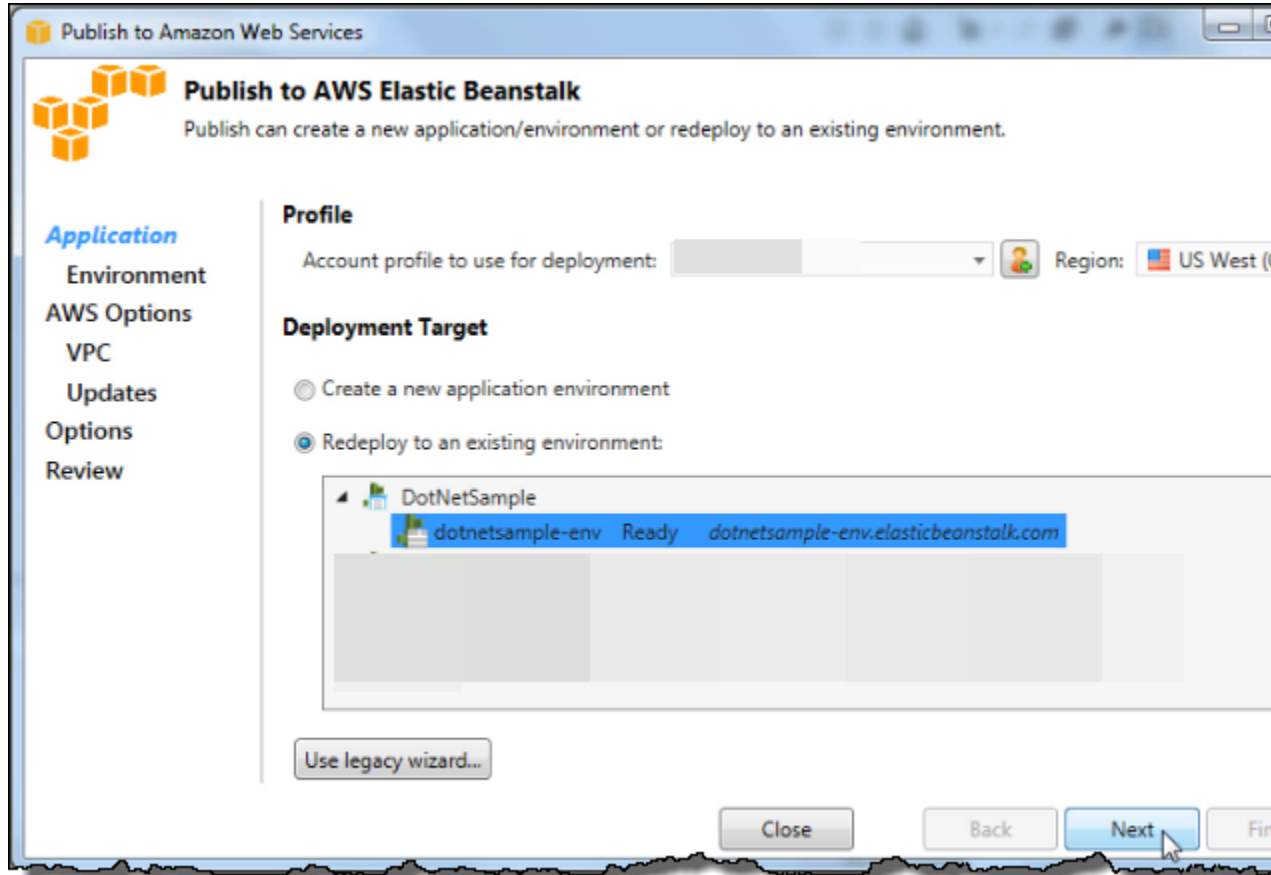 Publish to Amazon Web Services
Publish to AWS Elastic Beanstalk
Publish can create a new application/environment or redeploy to an existing environment.
Application
Environment
AWS Options
VPC
Updates
Options
Review
Profile
Account profile to use for deployment:
Region: US West
Deployment Target
Create a new application environment
Redeploy to an existing environment:
DotNetSample
dotnetsample-env Ready dotnetsample-env.elasticbeanstalk.com
Use legacy wizard...
Close Back Next